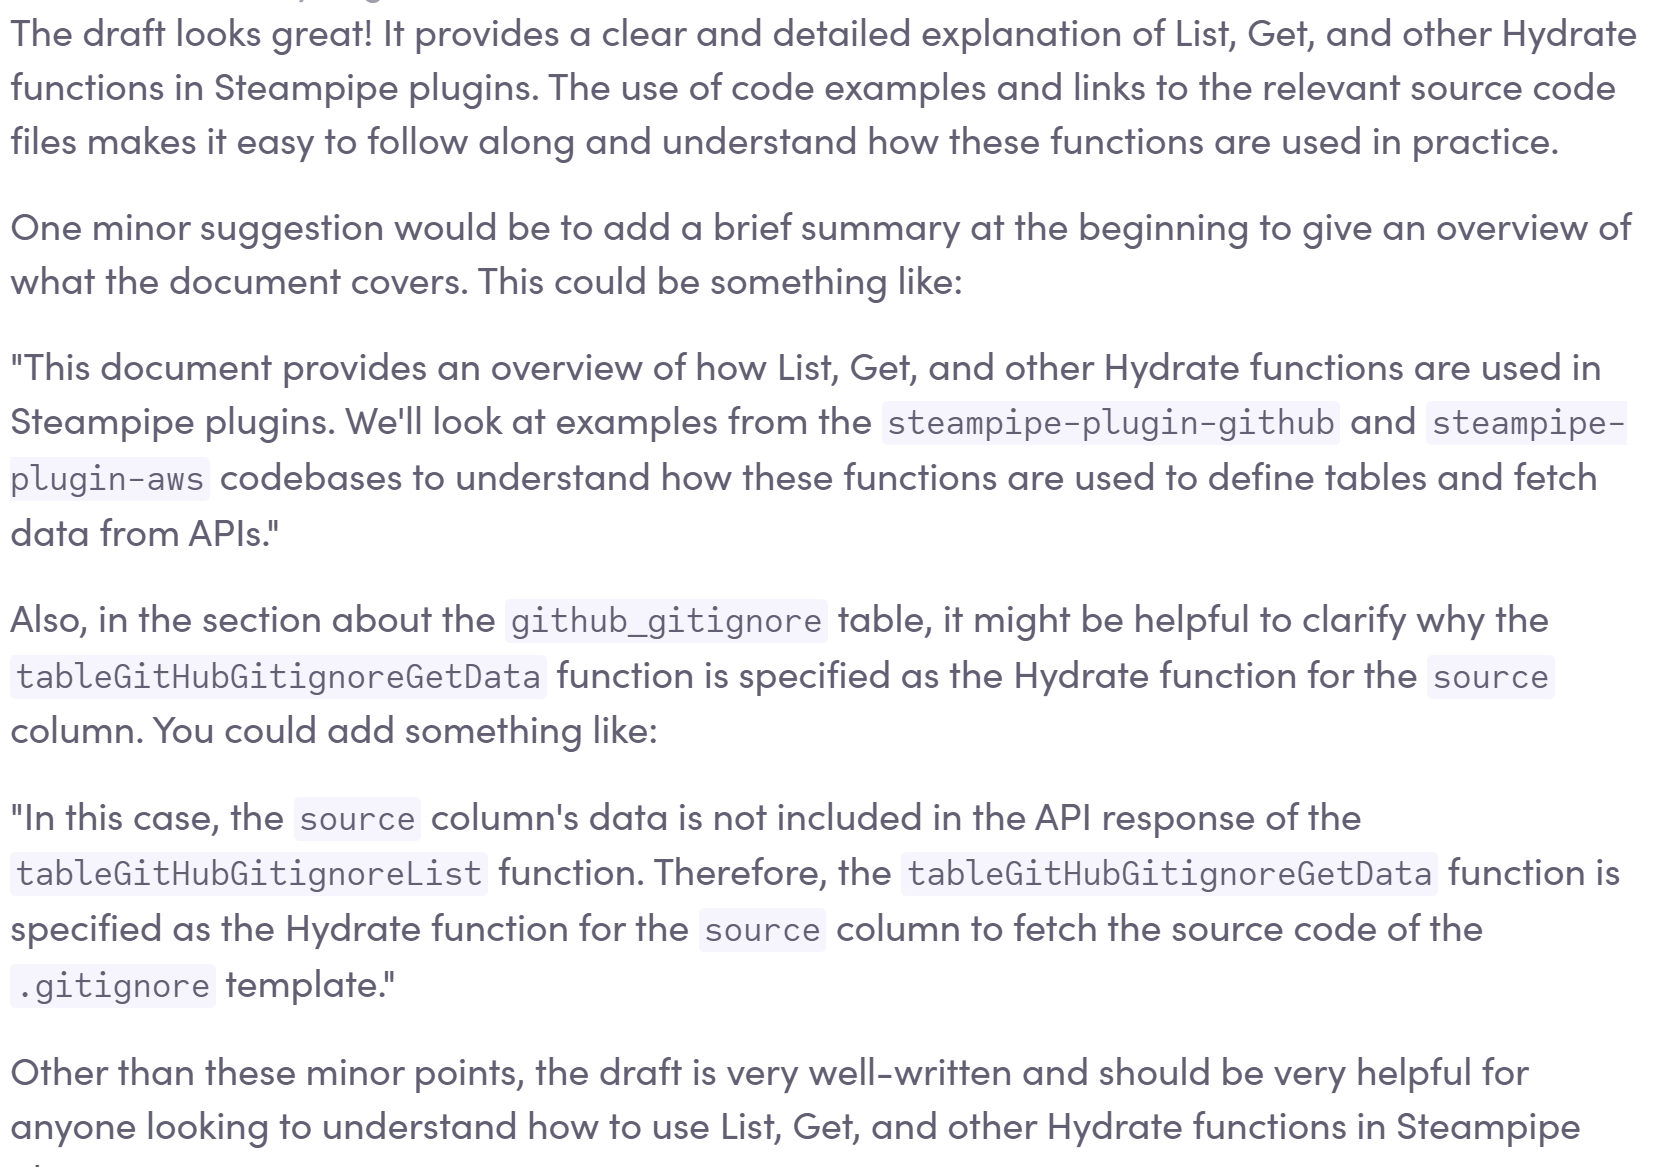 The draft looks great! It provides a clear and detailed explanation of List, Get, and other Hydrate
functions in Steampipe plugins. The use of code examples and links to the relevant source code
files makes it easy to follow along and understand how these functions are used in practice.
One minor suggestion would be to add a brief summary at the beginning to give an overview of
what the document covers. This could be something like:
"This document provides an overview of how List, Get, and other Hydrate functions are used in
Steampipe plugins. We'll look at examples from the steampipe-plugin-github and steampipe-
plugin-aws codebases to understand how these functions are used to define tables and fetch
data from APIs."
Also, in the section about the github_gitignore table, it might be helpful to clarify why the
tableGitHubGitignoreGetData function is specified as the Hydrate function for the source
column. You could add something like:
"In this case, the source column's data is not included in the API response of the
tableGitHubGitignoreList function. Therefore, the tableGitHubGitignoreGetData function is
specified as the Hydrate function for the source column to fetch the source code of the
.gitignore template."
Other than these minor points, the draft is very well-written and should be very helpful for
anyone looking to understand how to use List, Get, and other Hydrate functions in Steampipe